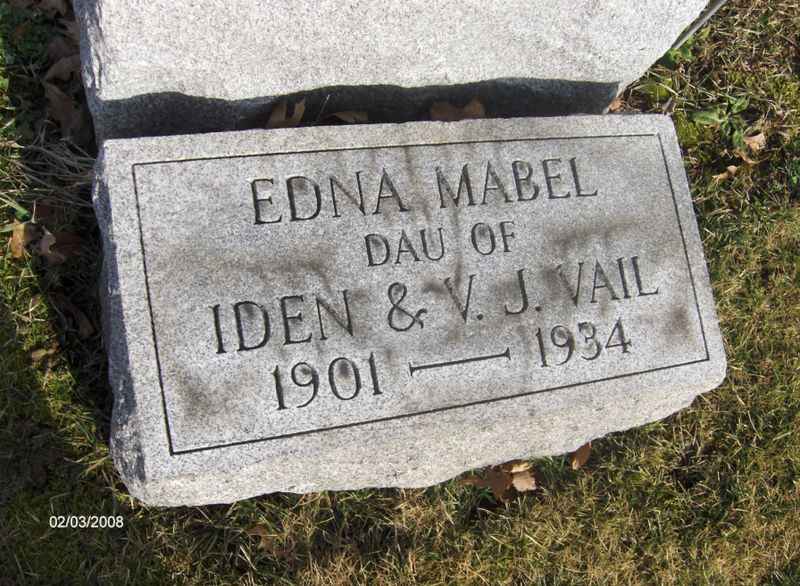 EDNA MABEL
DAU OF
IDEN & V. J. VAIL
1901 — 1934
02/03/2008